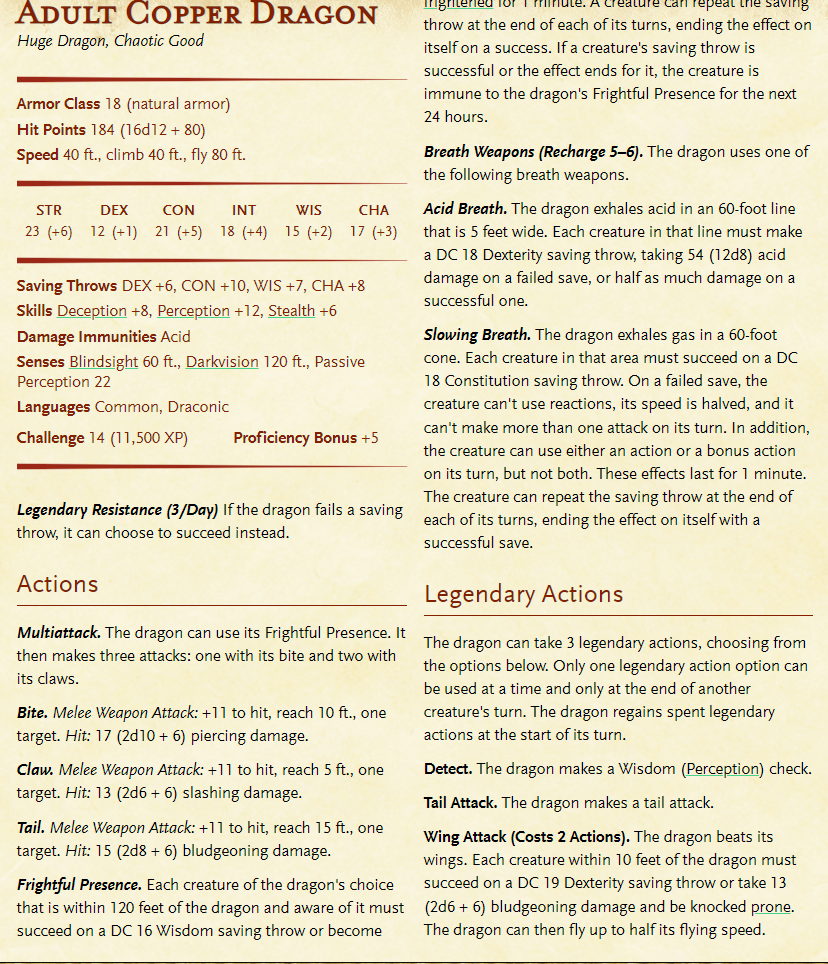 Adult Copper Dragon
Huge Dragon, Chaotic Good
Armor Class 18 (natural armor)
Hit Points 184 (16d12 + 80)
Speed 40 ft., climb 40 ft., fly 80 ft.
STR DEX CON INT WIS CHA
23 (+6) 12 (+1) 21 (+5) 18 (+4) 15 (+2) 17 (+3)
Saving Throws DEX +6, CON +10, WIS +7, CHA +8
Skills Deception +8, Perception +12, Stealth +6
Damage Immunities Acid
Senses Blindsight 60 ft., Darkvision 120 ft., Passive
Perception 22
Languages Common, Draconic
Challenge 14 (11,500 XP) Proficiency Bonus +5
Legendary Resistance (3/Day) If the dragon fails a saving
throw, it can choose to succeed instead.
Actions
Multiattack. The dragon can use its Frightful Presence. It
then makes three attacks: one with its bite and two with
its claws.
Bite. Melee Weapon Attack: +11 to hit, reach 10 ft., one
target. Hit: 17 (2d10 + 6) piercing damage.
Claw. Melee Weapon Attack: +11 to hit, reach 5 ft., one
target. Hit: 13 (2d6 + 6) slashing damage.
Tail. Melee Weapon Attack: +11 to hit, reach 15 ft., one
target. Hit: 15 (2d8 + 6) bludgeoning damage.
Frightful Presence. Each creature of the dragon's choice
that is within 120 feet of the dragon and aware of it must
succeed on a DC 16 Wisdom saving throw or become
frightened for 1 minute. A creature can repeat the saving
throw at the end of each of its turns, ending the effect on
itself on a success. If a creature's saving throw is
successful or the effect ends for it, the creature is
immune to the dragon's Frightful Presence for the next
24 hours.
Breath Weapons (Recharge 5–6). The dragon uses one of
the following breath weapons.
Acid Breath. The dragon exhales acid in an 60-foot line
that is 5 feet wide. Each creature in that line must make
a DC 18 Dexterity saving throw, taking 54 (12d8) acid
damage on a failed save, or half as much damage on a
successful one.
Slowing Breath. The dragon exhales gas in a 60-foot
cone. Each creature in that area must succeed on a DC
18 Constitution saving throw. On a failed save, the
creature can't use reactions, its speed is halved, and it
can't make more than one attack on its turn. In addition,
the creature can use either an action or a bonus action
on its turn, but not both. These effects last for 1 minute.
The creature can repeat the saving throw at the end of
each of its turns, ending the effect on itself with a
successful save.
Legendary Actions
The dragon can take 3 legendary actions, choosing from
the options below. Only one legendary action option can
be used at a time and only at the end of another
creature's turn. The dragon regains spent legendary
actions at the start of its turn.
Detect. The dragon makes a Wisdom (Perception) check.
Tail Attack. The dragon makes a tail attack.
Wing Attack (Costs 2 Actions). The dragon beats its
wings. Each creature within 10 feet of the dragon must
succeed on a DC 19 Dexterity saving throw or take 13
(2d6 + 6) bludgeoning damage and be knocked prone.
The dragon can then fly up to half its flying speed.